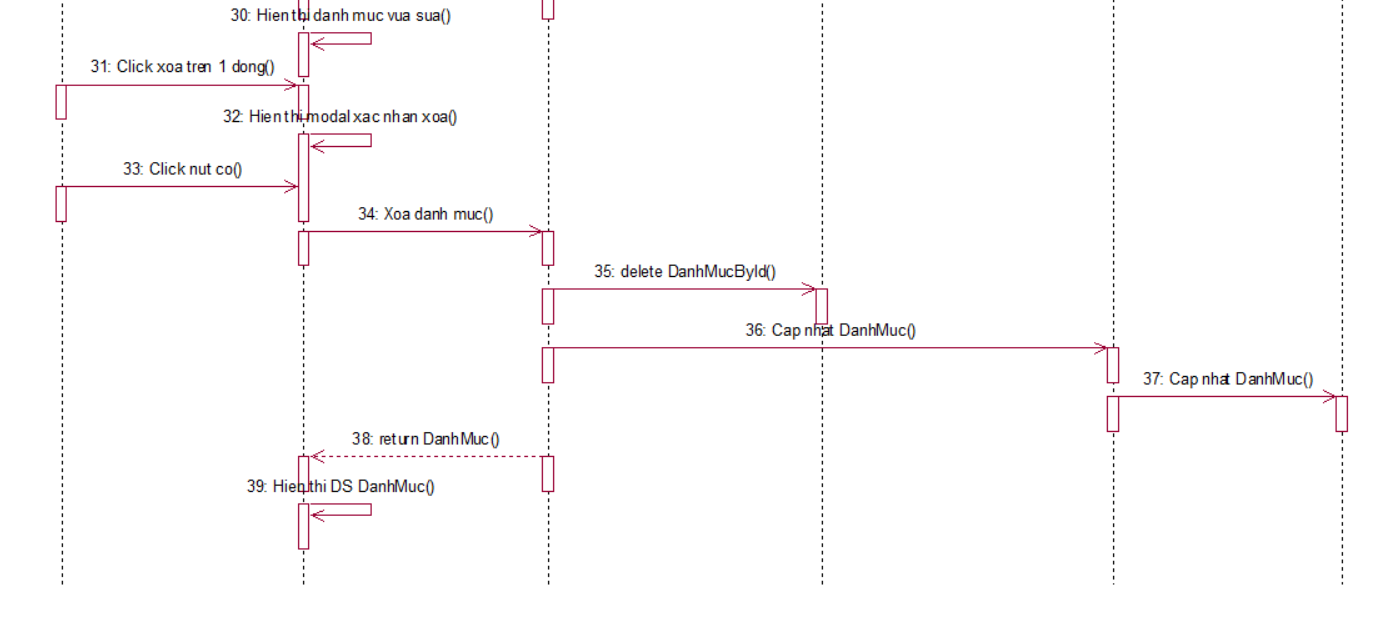 30: Hien thi danh muc vua sua()
31: Click xoa tren 1 dong()
32: Hien thi modal xac nhan xoa()
33: Click nut co()
34: Xoa danh muc()
35: delete DanhMucById()
36: Cap nhat DanhMuc()
37: Cap nhat DanhMuc()
38: return DanhMuc()
39: Hien thi DS DanhMuc()